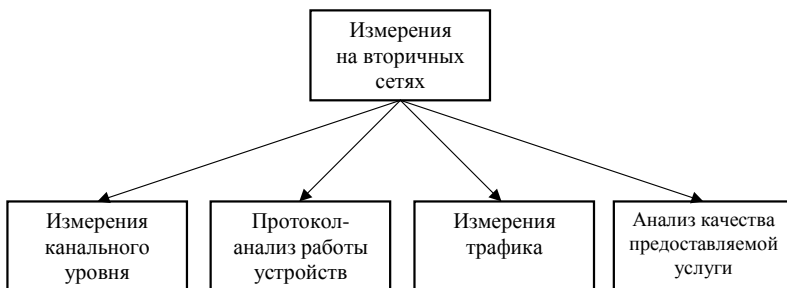 Измерения
на вторичных
сетях
Измерения
канального
уровня
Протокол-
анализ работы
устройств
Измерения
трафика
Анализ качества
предоставляемой
услуги